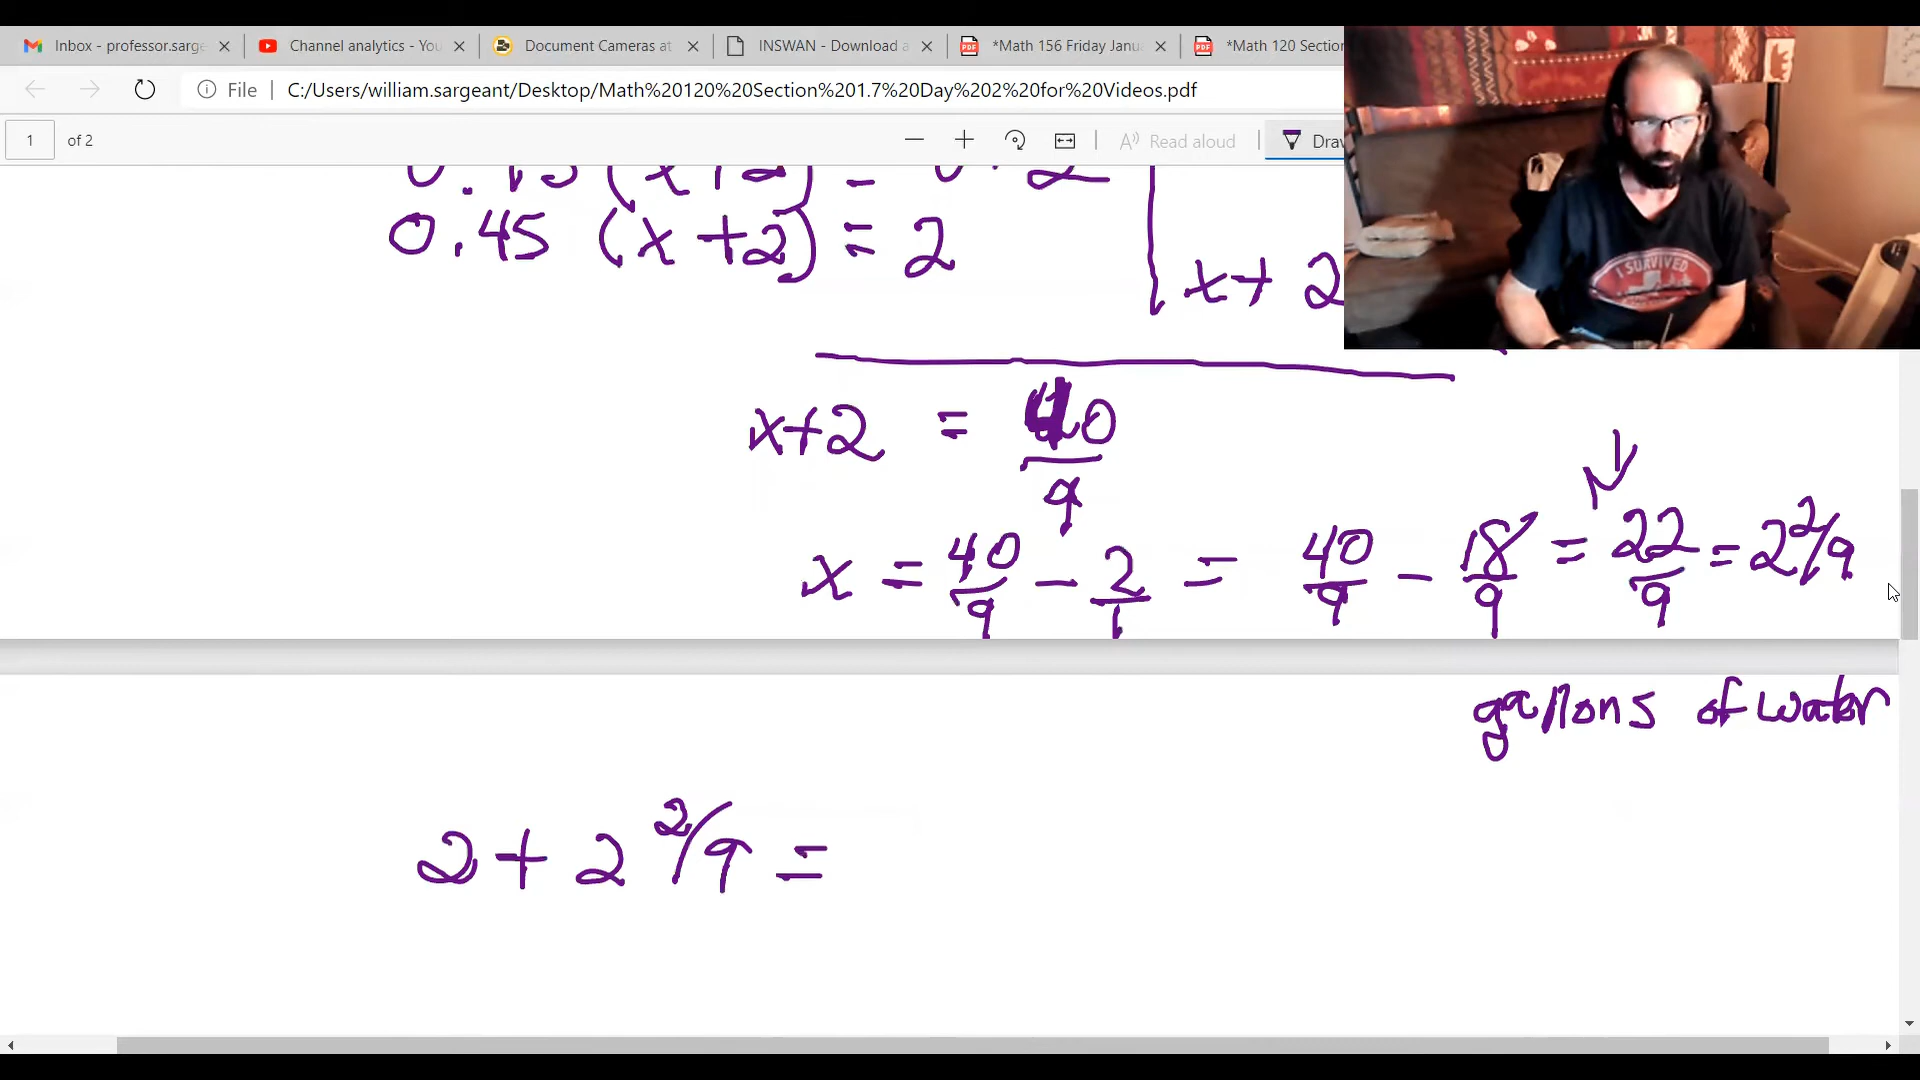 Inbox - professor.sarge
Channel analytics - You
Document Cameras at
INSWAN - Download a
*Math 156 Friday Janu
*Math 120 Section
File
C:/Users/william.sargeant/Desktop/Math%20120%20Section%201.7%20Day%202%20for%20Videos.pdf
1 of 2
Read aloud
Draw
I SURVIVED
0.45 (x+2) = 2
x+ 2
x+2 = 40/9
x = 40/9 - 2/1 = 40/9 - 18/9 = 22/9 = 2 2/9
gallons of water
2 + 2 2/9 =